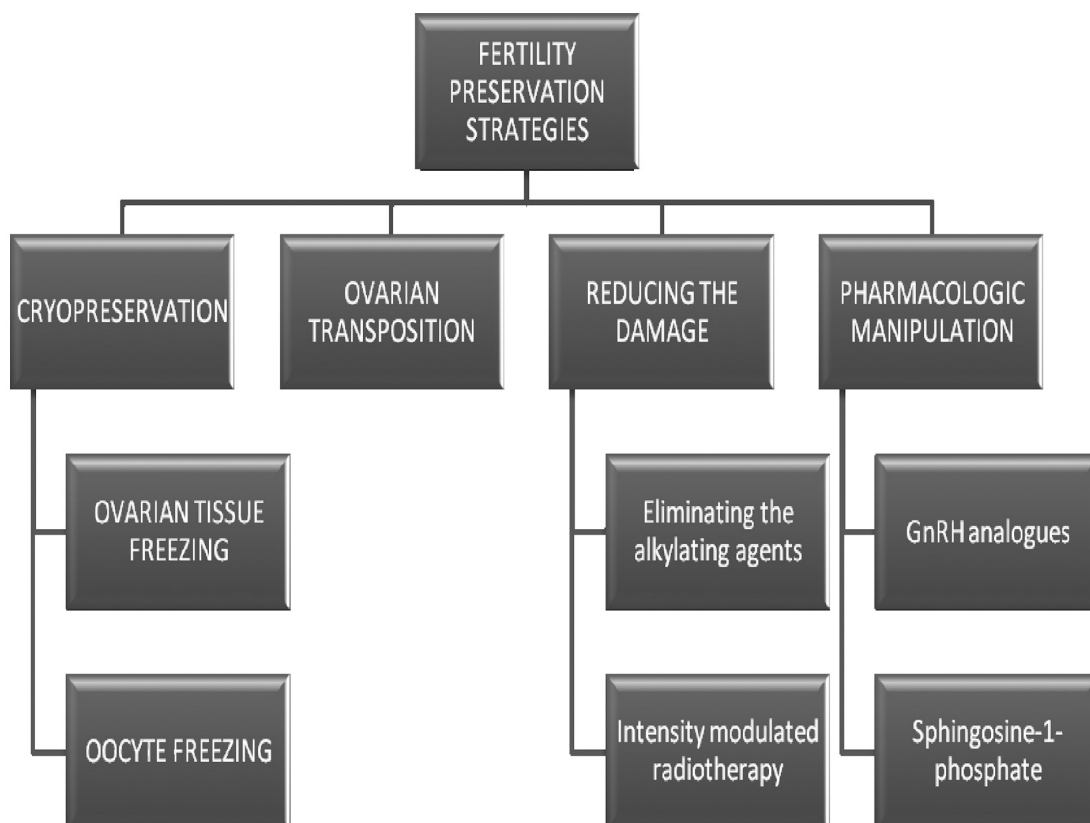 FERTILITY
PRESERVATION
STRATEGIES
CRYOPRESERVATION
OVARIAN
TRANSPOSITION
REDUCING THE
DAMAGE
PHARMACOLOGIC
MANIPULATION
OVARIAN TISSUE
FREEZING
OOCYTE FREEZING
Eliminating the
alkylating agents
Intensity modulated
radiotherapy
GnRH analogues
Sphingosine-1-
phosphate